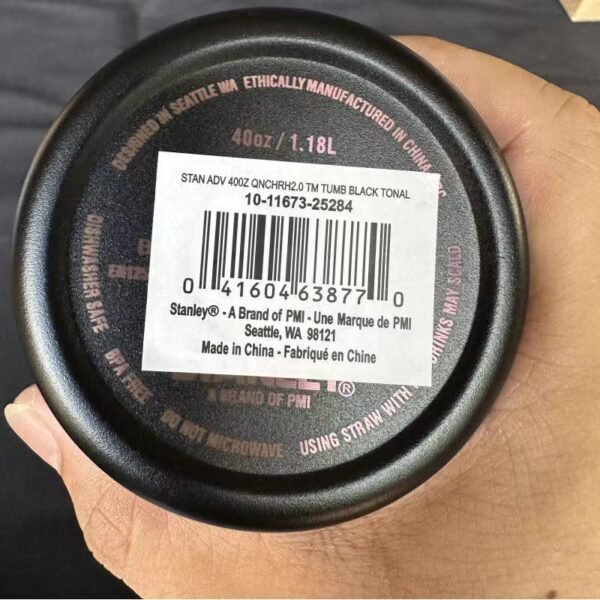 DESIGNED IN SEATTLE WA ETHICALLY MANUFACTURED IN CHINA
40oz / 1.18L
STAN ADV 40OZ QNCHRH2.0 TM TUMB BLACK TONAL
10-11673-25284
0 41604 63877 0
Stanley® - A Brand of PMI - Une Marque de PMI
Seattle, WA 98121
Made in China - Fabriqué en Chine
®
A BRAND OF PMI
DISHWASHER SAFE
BPA FREE
DO NOT MICROWAVE
USING STRAW WITH
DRINKS MAY SCALD